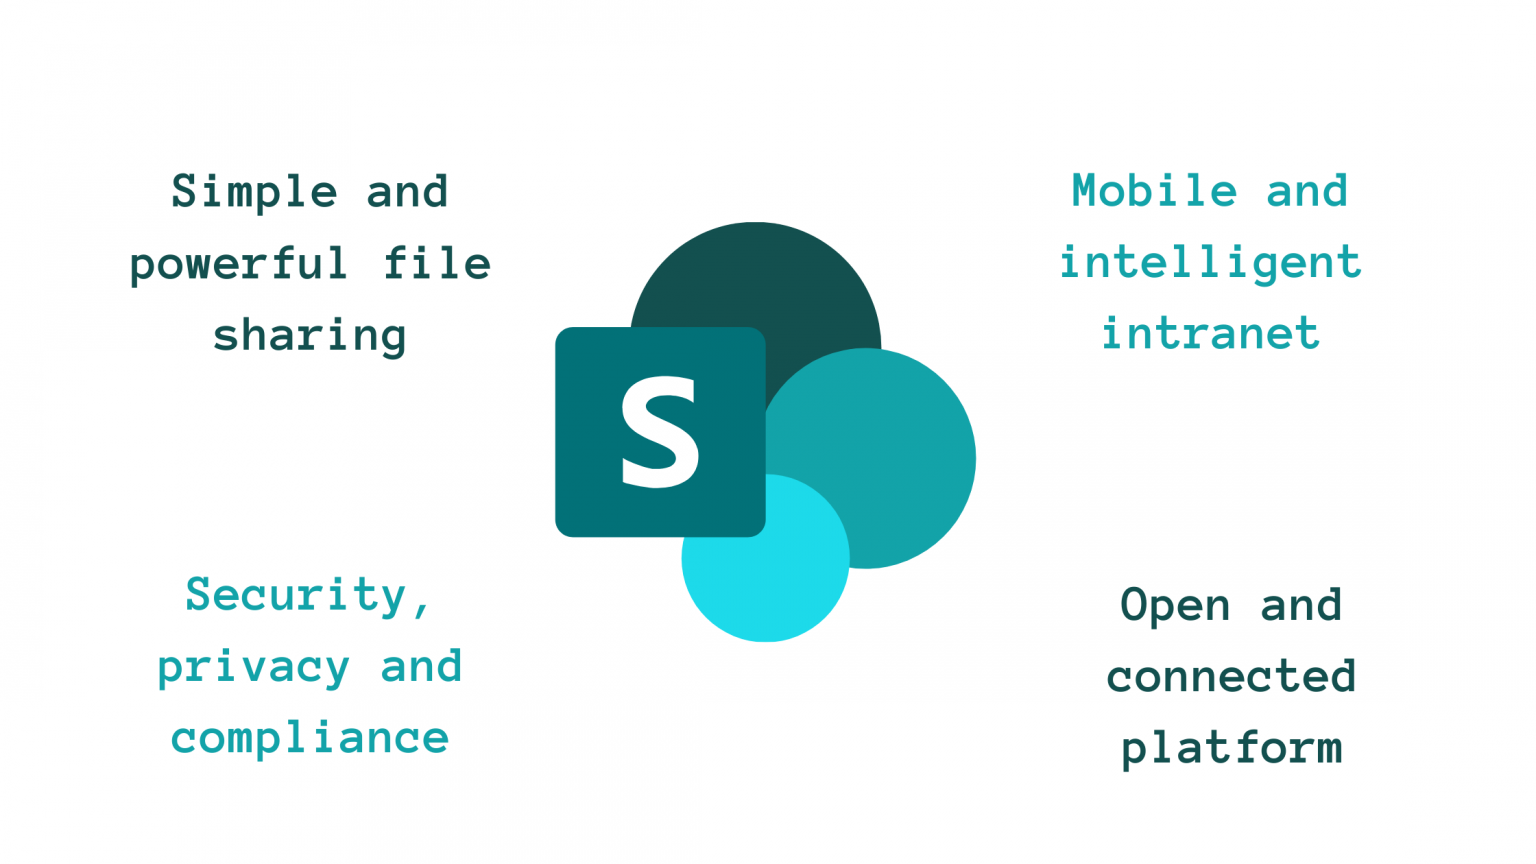 Simple and
powerful file
sharing
Mobile and
intelligent
intranet
S
Security,
privacy and
compliance
Open and
connected
platform